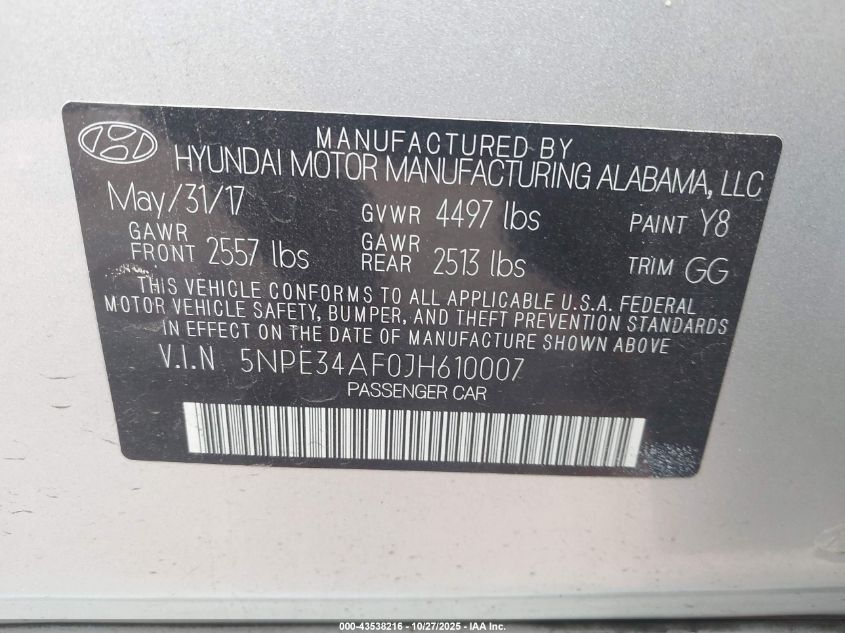 MANUFACTURED BY
HYUNDAI MOTOR MANUFACTURING ALABAMA, LLC
May/31/17 GVWR 4497 lbs PAINT Y8
GAWR FRONT 2557 lbs GAWR REAR 2513 lbs TRIM GG
THIS VEHICLE CONFORMS TO ALL APPLICABLE U.S.A. FEDERAL
MOTOR VEHICLE SAFETY, BUMPER, AND THEFT PREVENTION STANDARDS
IN EFFECT ON THE DATE OF MANUFACTURE SHOWN ABOVE
V.I.N 5NPE34AF0JH610007
PASSENGER CAR
000-43538216 - 10/27/2025 - IAA Inc.